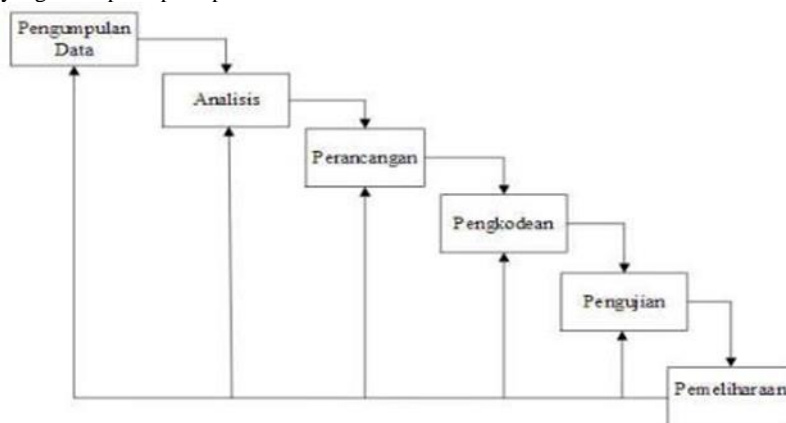 Pengumpulan
Data
Analisis
Perancangan
Pengkodean
Pengujian
Pemeliharaan